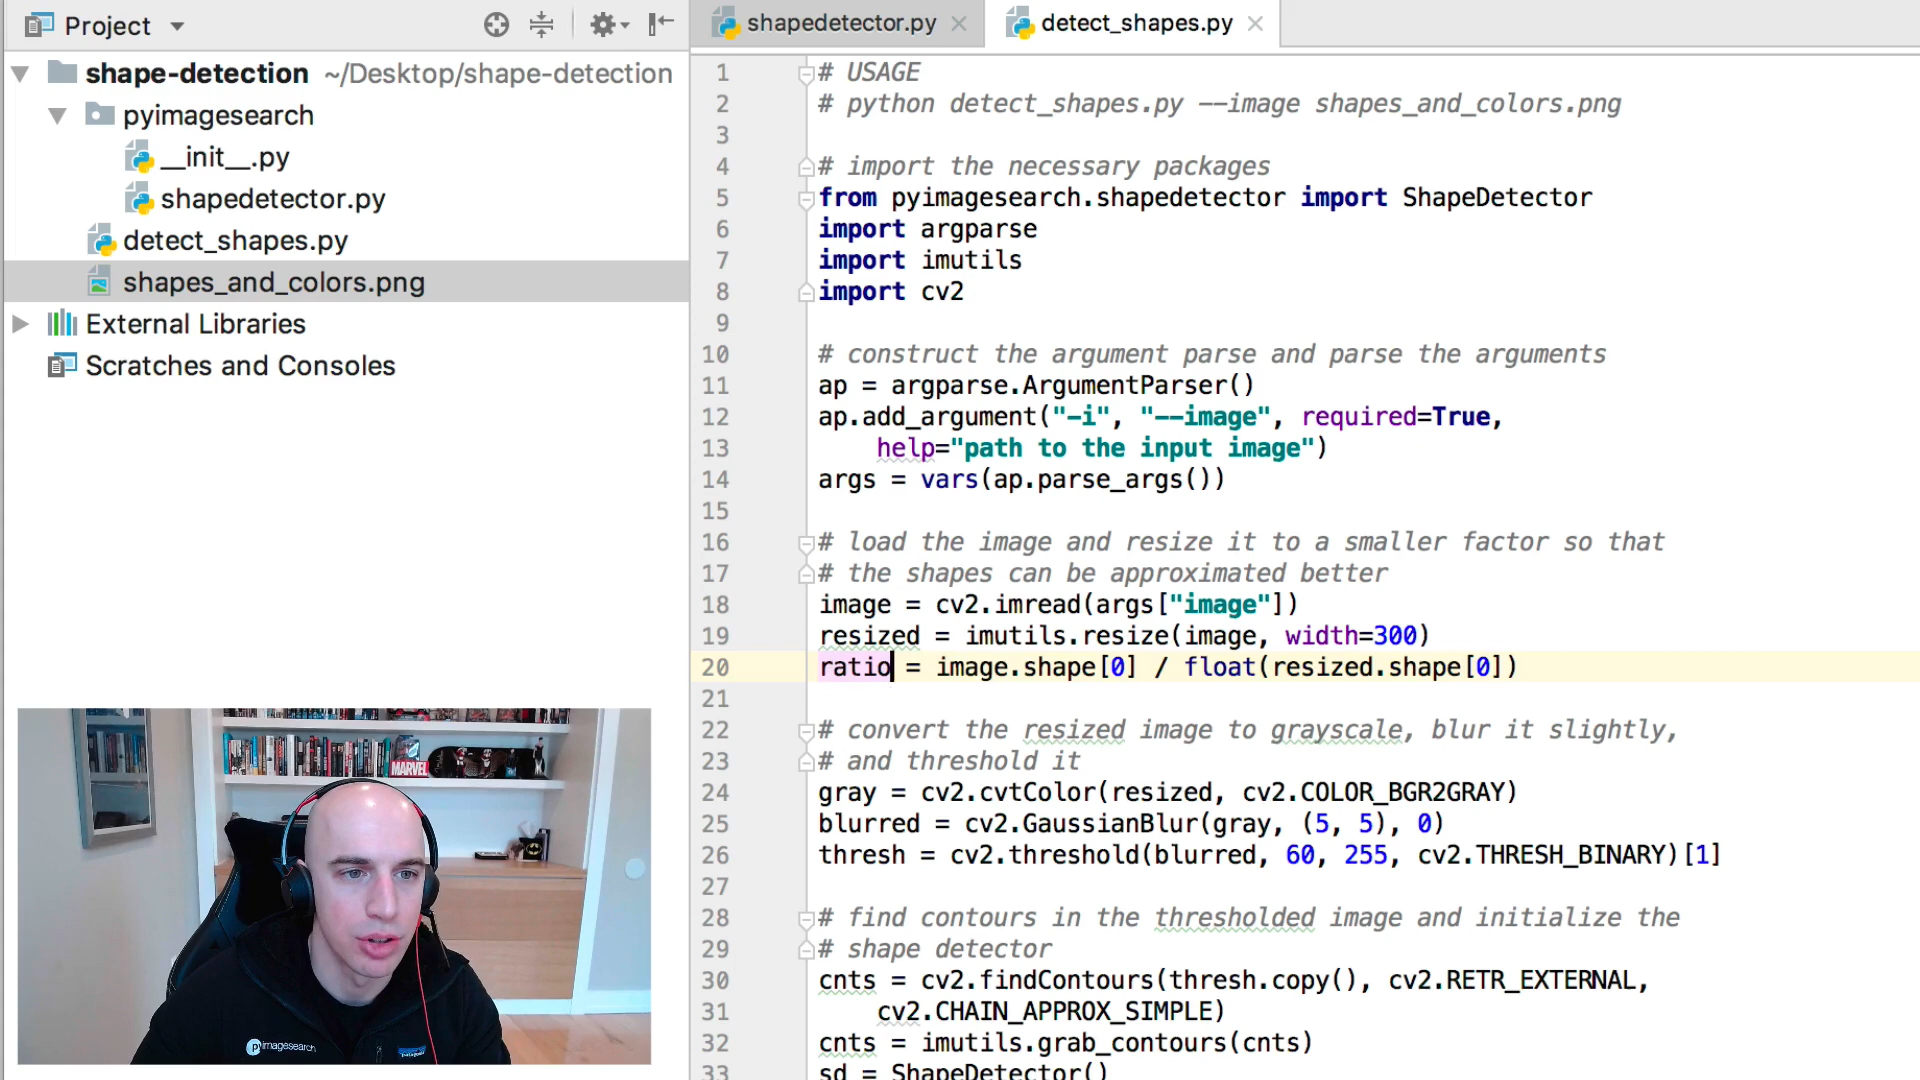 Project
shape-detection ~/Desktop/shape-detection
pyimagesearch
__init__.py
shapedetector.py
detect_shapes.py
shapes_and_colors.png
External Libraries
Scratches and Consoles
shapedetector.py
detect_shapes.py
1 # USAGE
2 # python detect_shapes.py --image shapes_and_colors.png
3
4 # import the necessary packages
5 from pyimagesearch.shapedetector import ShapeDetector
6 import argparse
7 import imutils
8 import cv2
9
10 # construct the argument parse and parse the arguments
11 ap = argparse.ArgumentParser()
12 ap.add_argument("-i", "--image", required=True,
13 help="path to the input image")
14 args = vars(ap.parse_args())
15
16 # load the image and resize it to a smaller factor so that
17 # the shapes can be approximated better
18 image = cv2.imread(args["image"])
19 resized = imutils.resize(image, width=300)
20 ratio = image.shape[0] / float(resized.shape[0])
21
22 # convert the resized image to grayscale, blur it slightly,
23 # and threshold it
24 gray = cv2.cvtColor(resized, cv2.COLOR_BGR2GRAY)
25 blurred = cv2.GaussianBlur(gray, (5, 5), 0)
26 thresh = cv2.threshold(blurred, 60, 255, cv2.THRESH_BINARY)[1]
27
28 # find contours in the thresholded image and initialize the
29 # shape detector
30 cnts = cv2.findContours(thresh.copy(), cv2.RETR_EXTERNAL,
31 cv2.CHAIN_APPROX_SIMPLE)
32 cnts = imutils.grab_contours(cnts)
33 sd = ShapeDetector()
MARVEL
pyimagesearch
patagonia